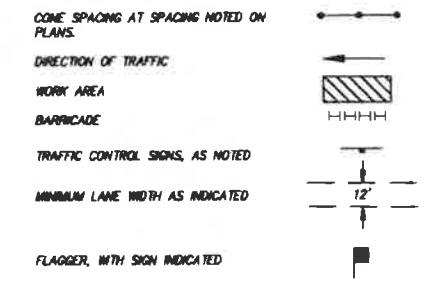 CONE SPACING AT SPACING NOTED ON
PLANS.
DIRECTION OF TRAFFIC
WORK AREA
BARRICADE
TRAFFIC CONTROL SIGNS, AS NOTED
MINIMUM LANE WIDTH AS INDICATED
12'
FLAGGER, WITH SIGN INDICATED